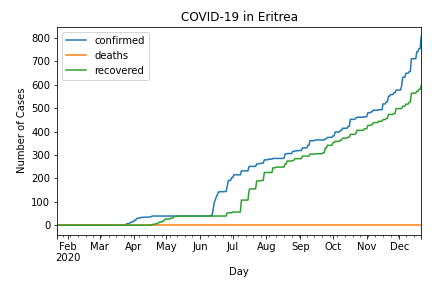 COVID-19 in Eritrea
confirmed
deaths
recovered
Number of Cases
800
700
600
500
400
300
200
100
0
Feb Mar Apr May Jun Jul Aug Sep Oct Nov Dec
2020
Day